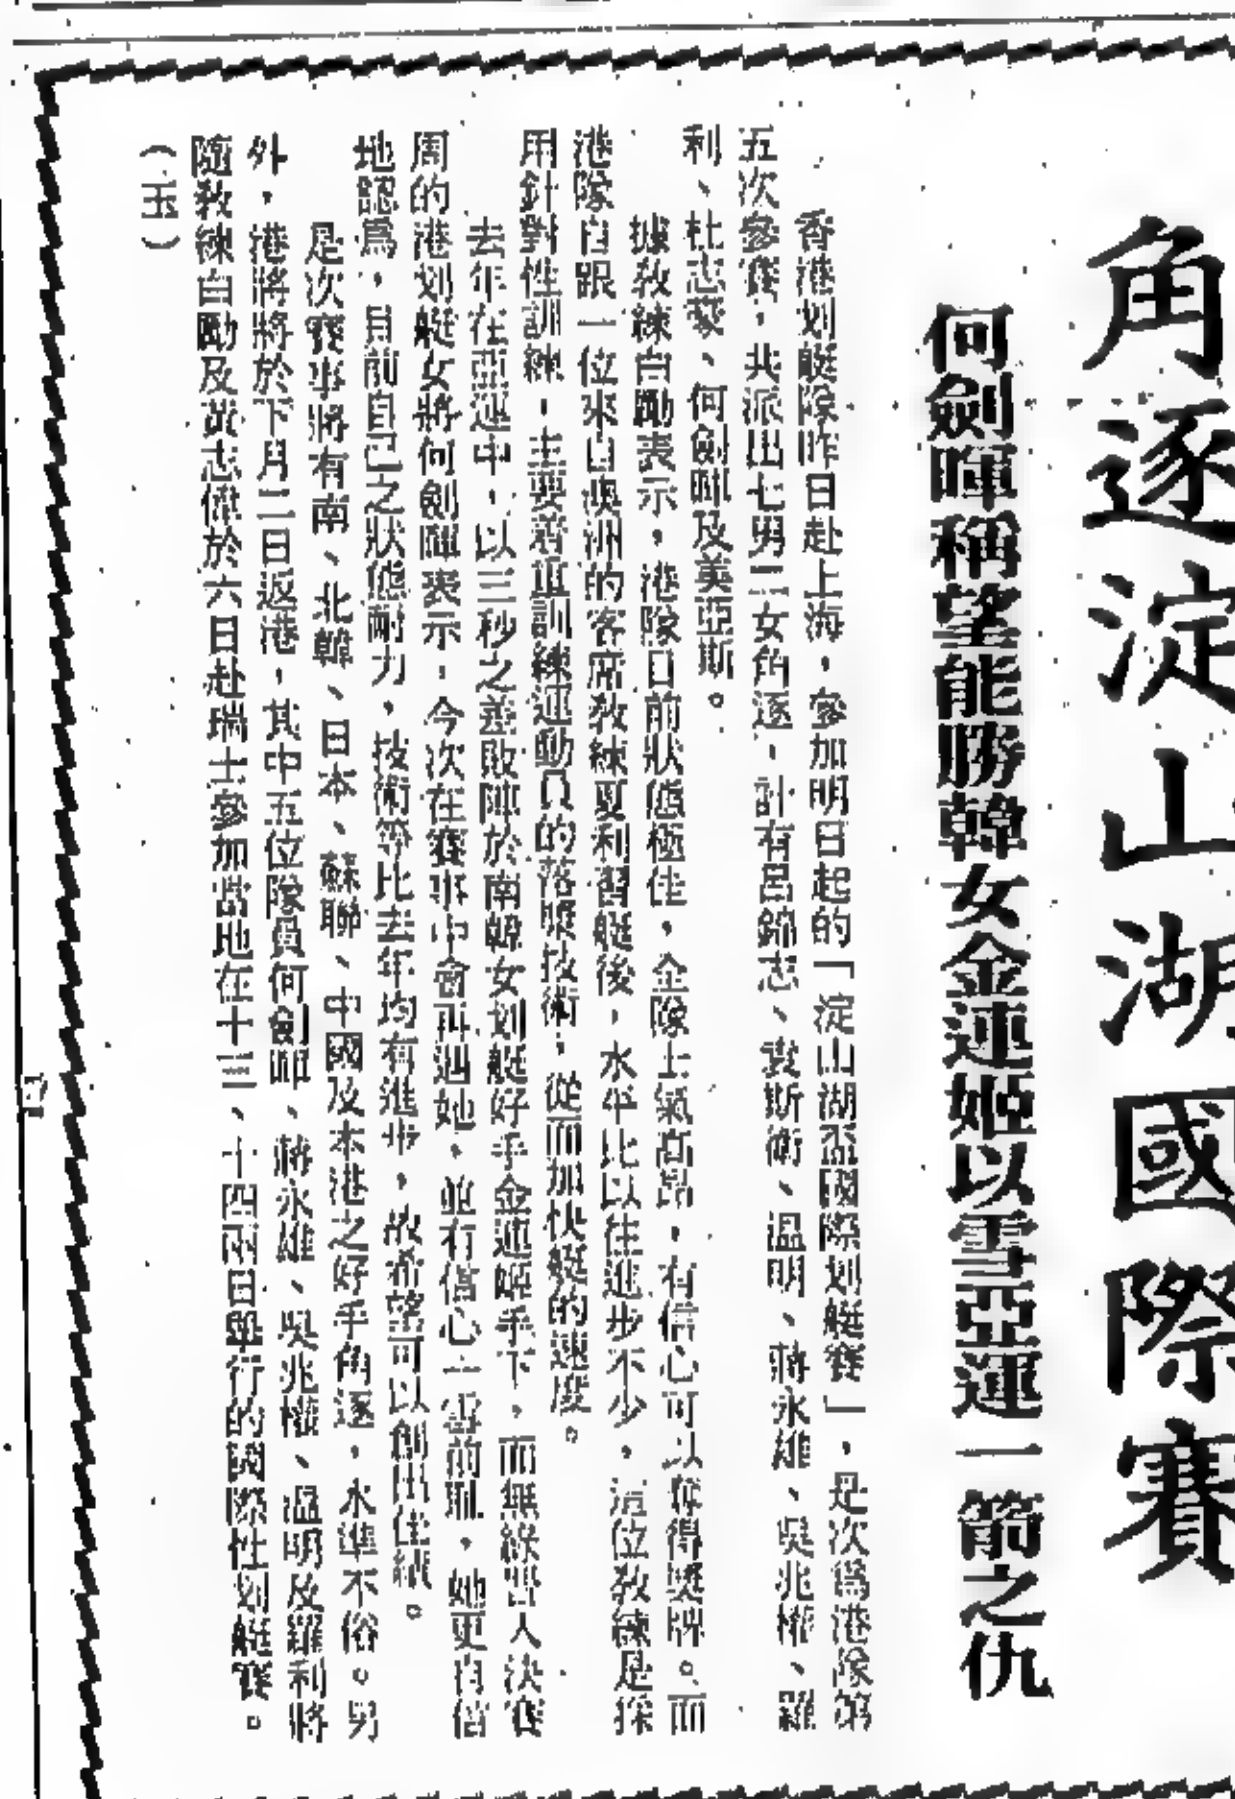 角逐淀山湖國際賽
何劍暉稱望能勝韓女金連姬以雪亞運一箭之仇
香港划艇隊昨日赴上海，參加明日起的「淀山湖盃國際划艇賽」，是次為港隊第
五次參賽，共派出七男二女角逐，計有呂錦志、袁斯衛、温明、蔣永雄、吳兆權、羅
利、杜志豪、何劍暉及美亞斯。
據敎練白勵表示，港隊目前狀態極佳，全隊士氣高昂，有信心可以奪得獎牌。而
港隊自跟一位來自澳洲的客席敎練夏利習艇後，水平比以往進步不少，這位敎練是採
用針對性訓練，主要着重訓練運動員的落槳技術，從而加快艇的速度。
去年在亞運中，以三秒之差敗陣於南韓女划艇好手金連姬手下，而無緣晋入決賽
周的港划艇女將何劍暉表示，今次在賽事中會再遇她，並有信心一雪前恥，她更自信
地認爲，目前自己之狀態耐力，技術等比去年均有進步，故希望可以創出佳績。
是次賽事將有南、北韓、日本、蘇聯、中國及本港之好手角逐，水準不俗。另
外，港將將於下月二日返港，其中五位隊員何劍暉、蔣永雄、吳兆權、温明及羅利將
隨敎練白勵及黃志偉於六日赴瑞士參加當地在十三、十四兩日舉行的國際性划艇賽。
（玉）